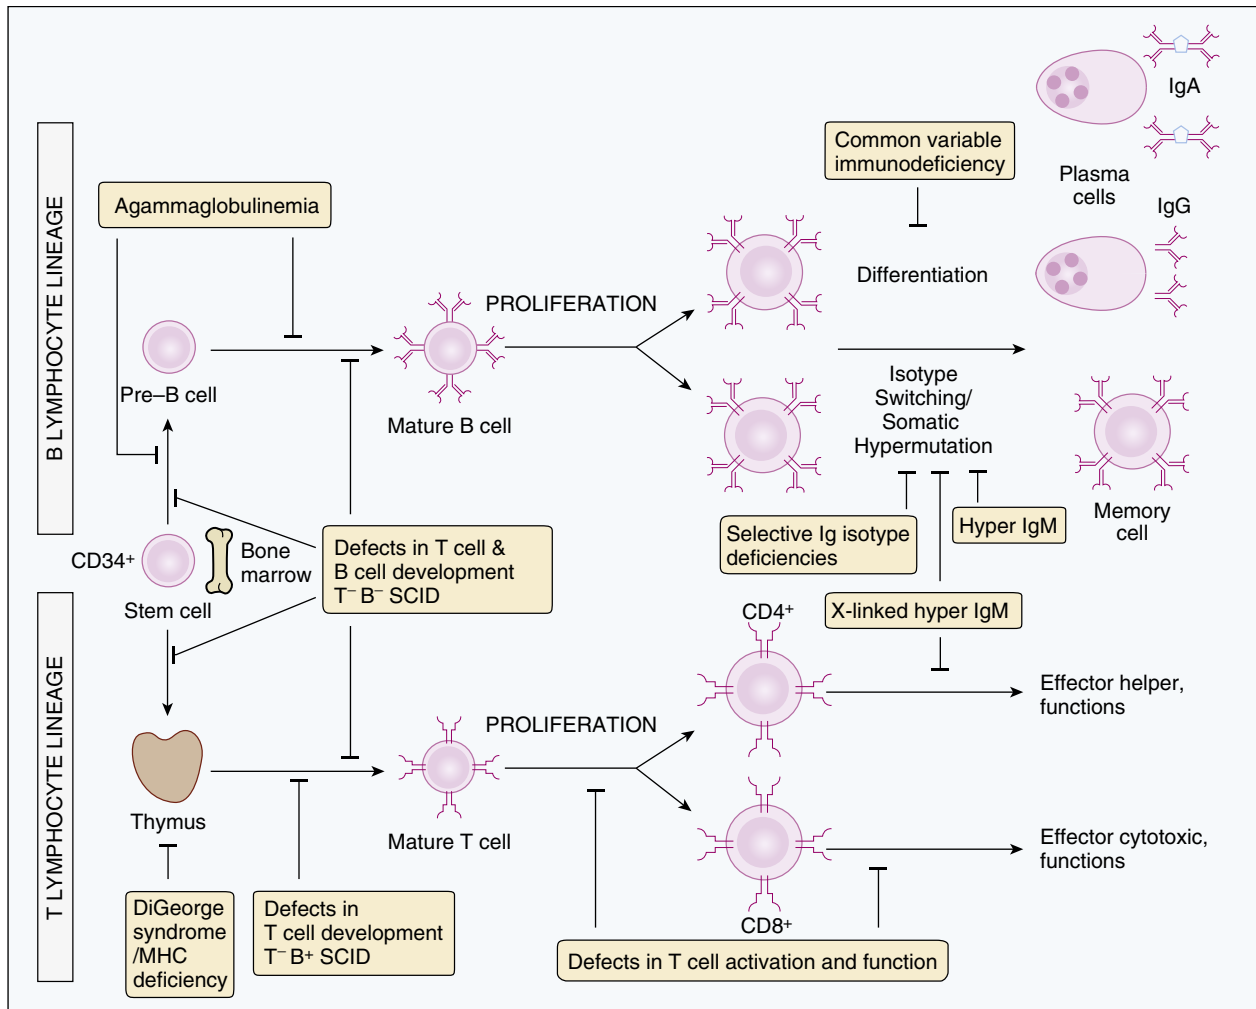 B LYMPHOCYTE LINEAGE
T LYMPHOCYTE LINEAGE
Agammaglobulinemia
Pre–B cell
CD34+
Stem cell
Bone
marrow
Mature B cell
PROLIFERATION
Common variable
immunodeficiency
Differentiation
Isotype
Switching/
Somatic
Hypermutation
IgA
Plasma
cells
IgG
Memory
cell
Selective Ig isotype
deficiencies
Hyper IgM
X-linked hyper IgM
Defects in T cell &
B cell development
T– B– SCID
Thymus
DiGeorge
syndrome
/MHC
deficiency
Defects in
T cell development
T– B+ SCID
Mature T cell
PROLIFERATION
CD4+
CD8+
Effector helper,
functions
Effector cytotoxic,
functions
Defects in T cell activation and function